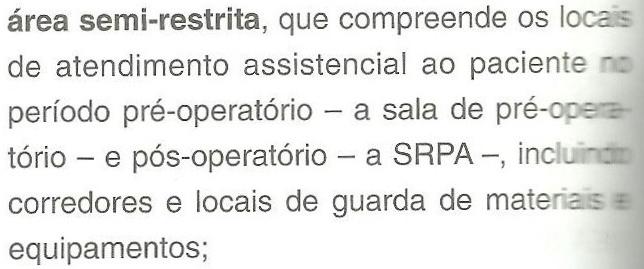 área semi-restrita, que compreende os locais
de atendimento assistencial ao paciente no
período pré-operatório – a sala de pré-opera-
tório – e pós-operatório – a SRPA –, incluindo
corredores e locais de guarda de materiais e
equipamentos;